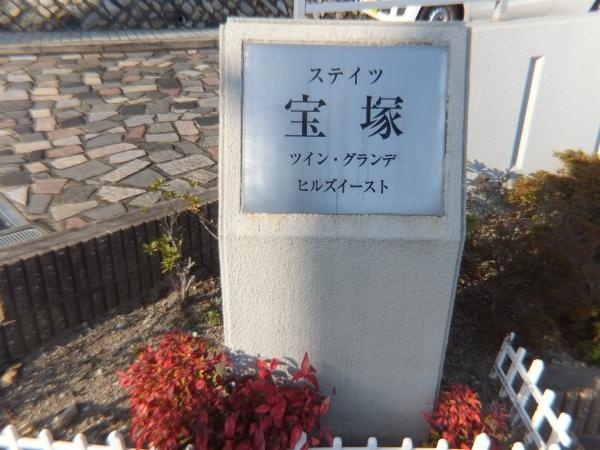 ステイツ
宝塚
ツイン・グランデ
ヒルズイースト